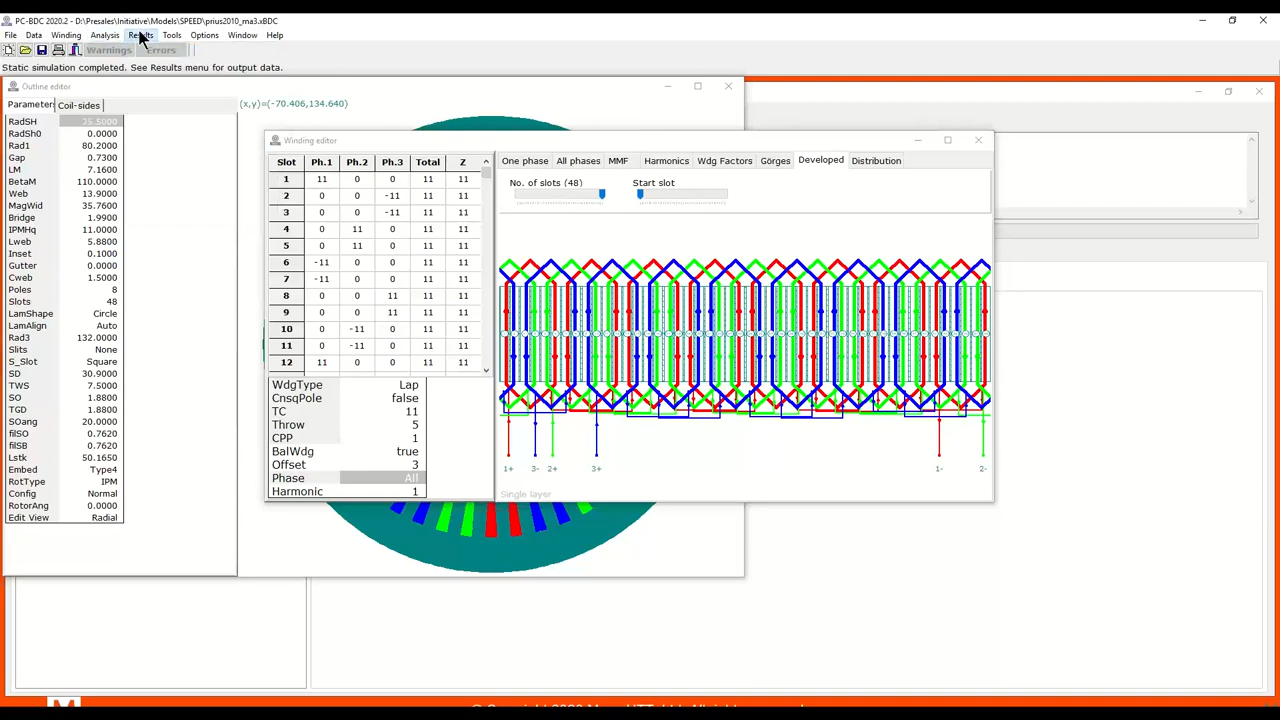 PC-BDC 2020.2 - D:\Presales\Initiative\Models\SPEED\prius2010_ma3.xBDC
File Data Winding Analysis Results Tools Options Window Help
Warnings Errors
Static simulation completed. See Results menu for output data.
Outline editor
Parameters Coil-sides
(x,y)=(-70.406,134.640)
RadSH 35.5000
RadSh0 0.0000
Rad1 80.2000
Gap 0.7300
LM 7.1600
BetaM 110.0000
Web 13.9000
MagWid 35.7600
Bridge 1.9900
IPMHq 11.0000
Lweb 5.8800
Inset 0.1000
Gutter 0.0000
Cweb 1.5000
Poles 8
Slots 48
LamShape Circle
LamAlign Auto
Rad3 132.0000
Slits None
S_Slot Square
SD 30.9000
TWS 7.5000
SO 1.8800
TGD 1.8800
SOang 20.0000
filSO 0.7620
filSB 0.7620
Lstk 50.1650
Embed Type4
RotType IPM
Config Normal
RotorAng 0.0000
Edit View Radial
Winding editor
Slot Ph.1 Ph.2 Ph.3 Total Z
1 11 0 0 11 11
2 0 0 -11 11 11
3 0 0 -11 11 11
4 0 11 0 11 11
5 0 11 0 11 11
6 -11 0 0 11 11
7 -11 0 0 11 11
8 0 0 11 11 11
9 0 0 11 11 11
10 0 -11 0 11 11
11 0 -11 0 11 11
12 11 0 0 11 11
WdgType Lap
CnsqPole false
TC 11
Throw 5
CPP 1
BalWdg true
Offset 3
Phase All
Harmonic 1
One phase All phases MMF Harmonics Wdg Factors Görges Developed Distribution
No. of slots (48) Start slot
1+ 3- 2+ 3+ 1- 2-
Single layer